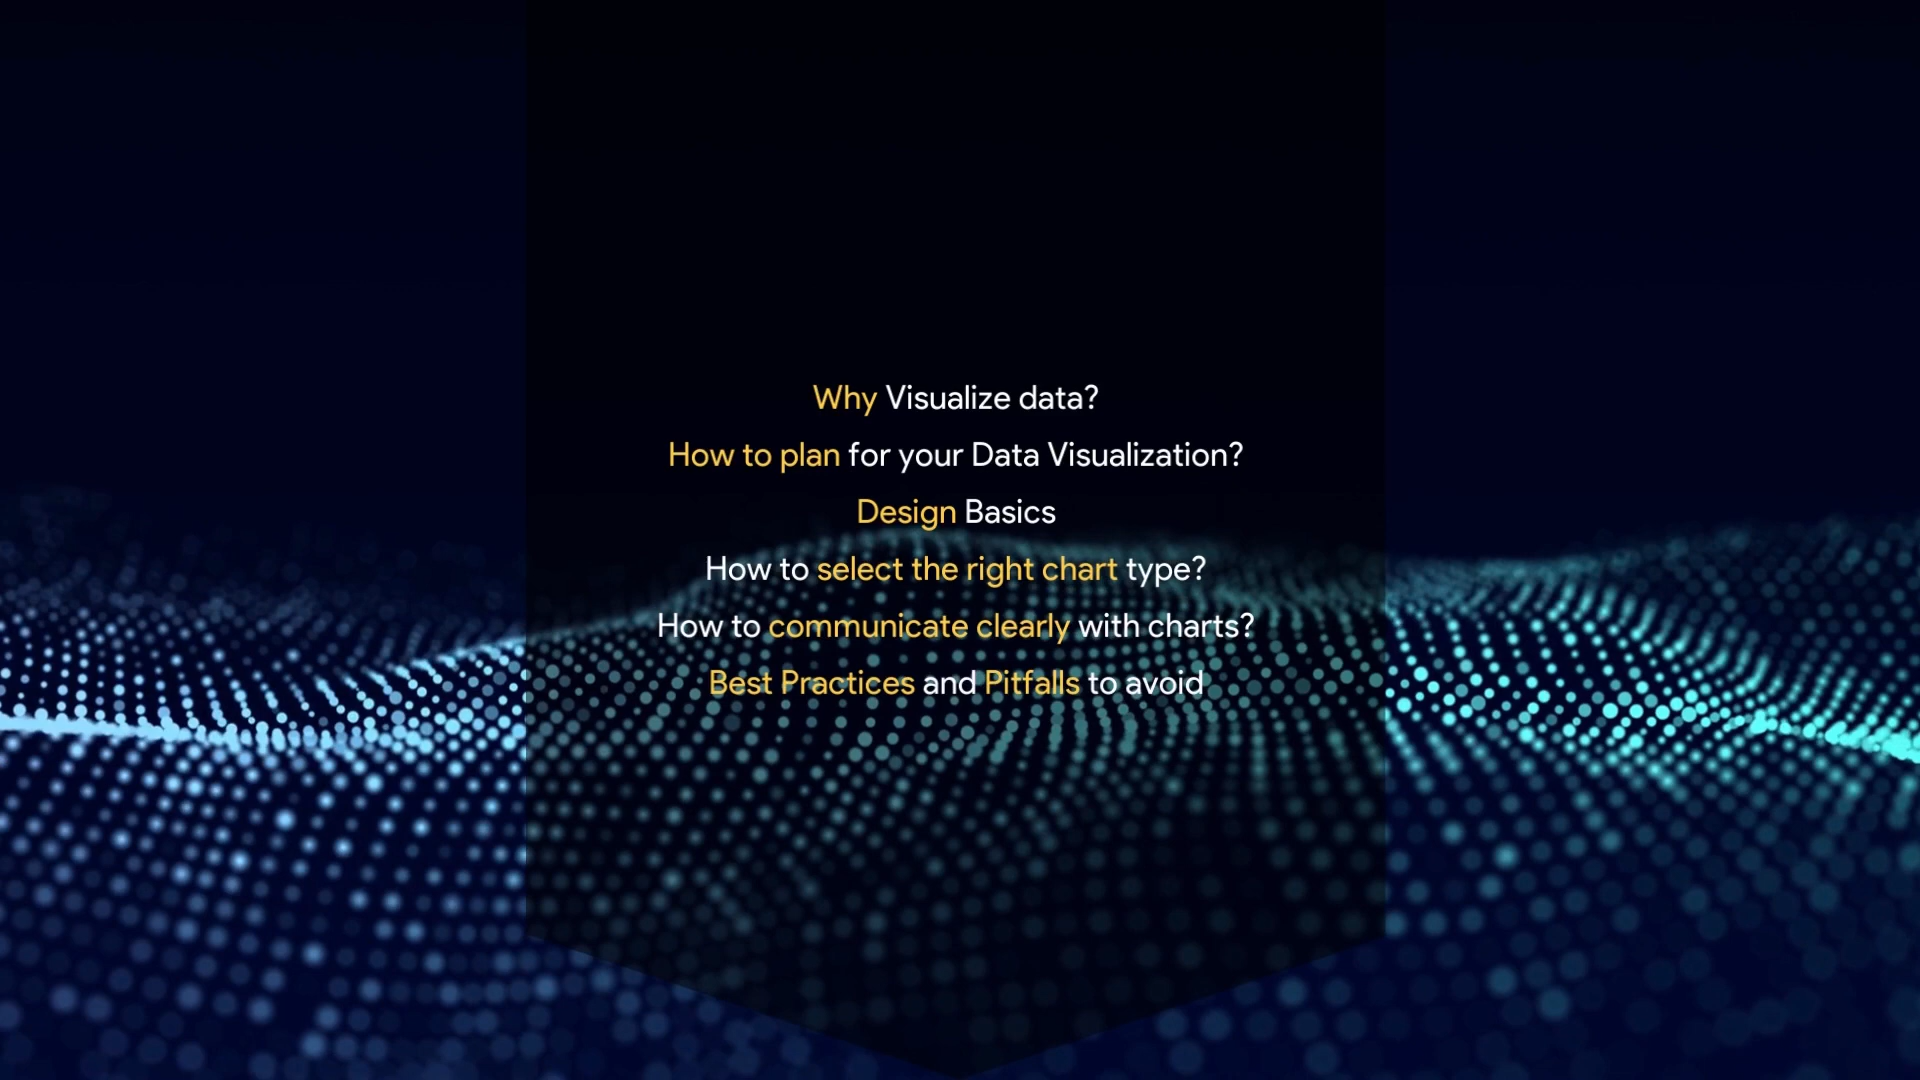 Why Visualize data?
How to plan for your Data Visualization?
Design Basics
How to select the right chart type?
How to communicate clearly with charts?
Best Practices and Pitfalls to avoid